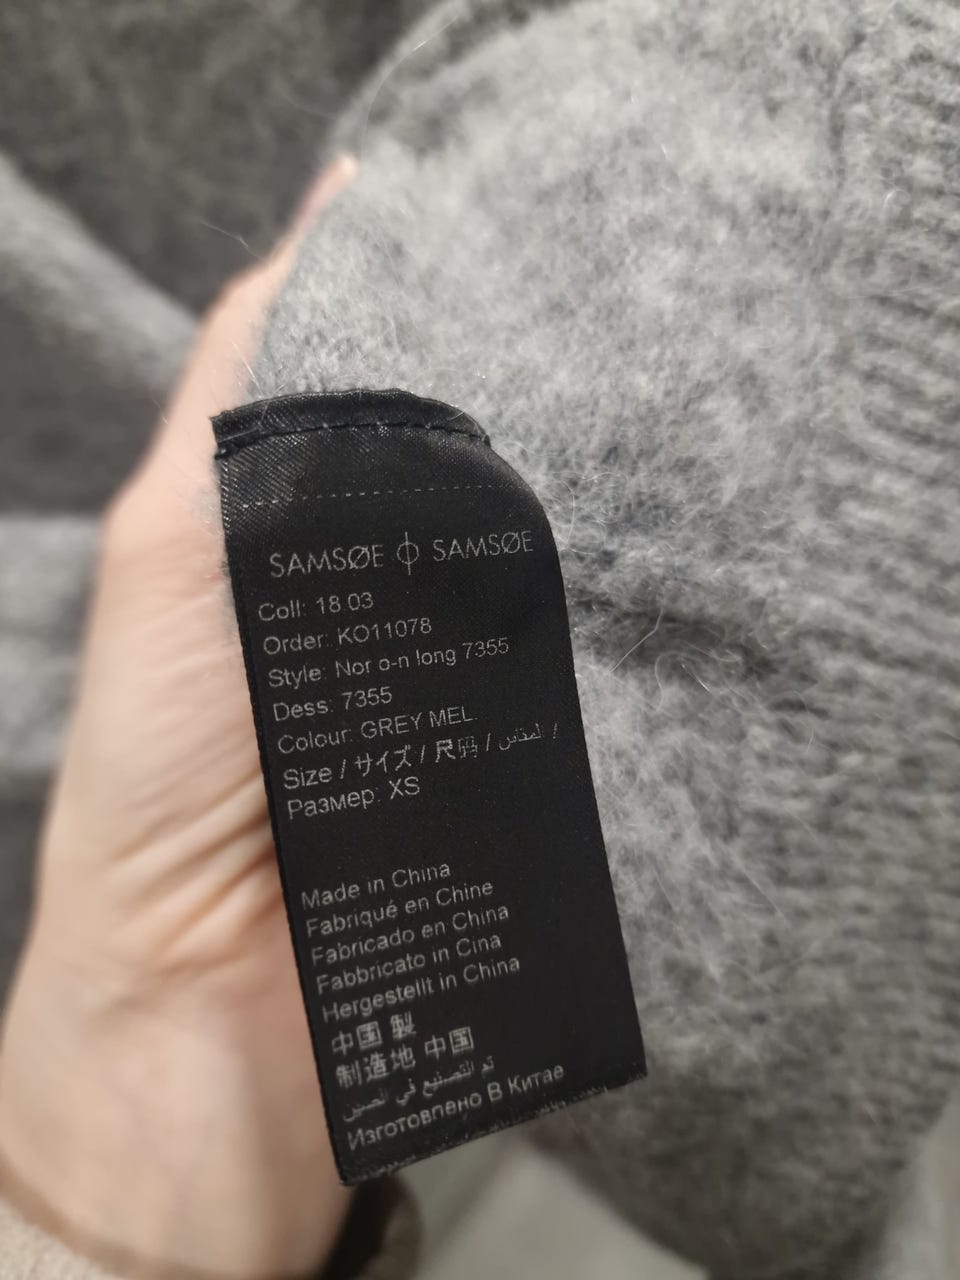 SAMSØE ɸ SAMSØE
Coll: 18.03
Order: KO11078
Style: Nor o-n long 7355
Dess: 7355
Colour: GREY MEL
Size / サイズ / 尺码 / المقاس /
Размер: XS
Made in China
Fabriqué en Chine
Fabricado en China
Fabbricato in Cina
Hergestellt in China
中国 製
制造地 中国
تم التصنيع في الصين
Изготовлено В Китае